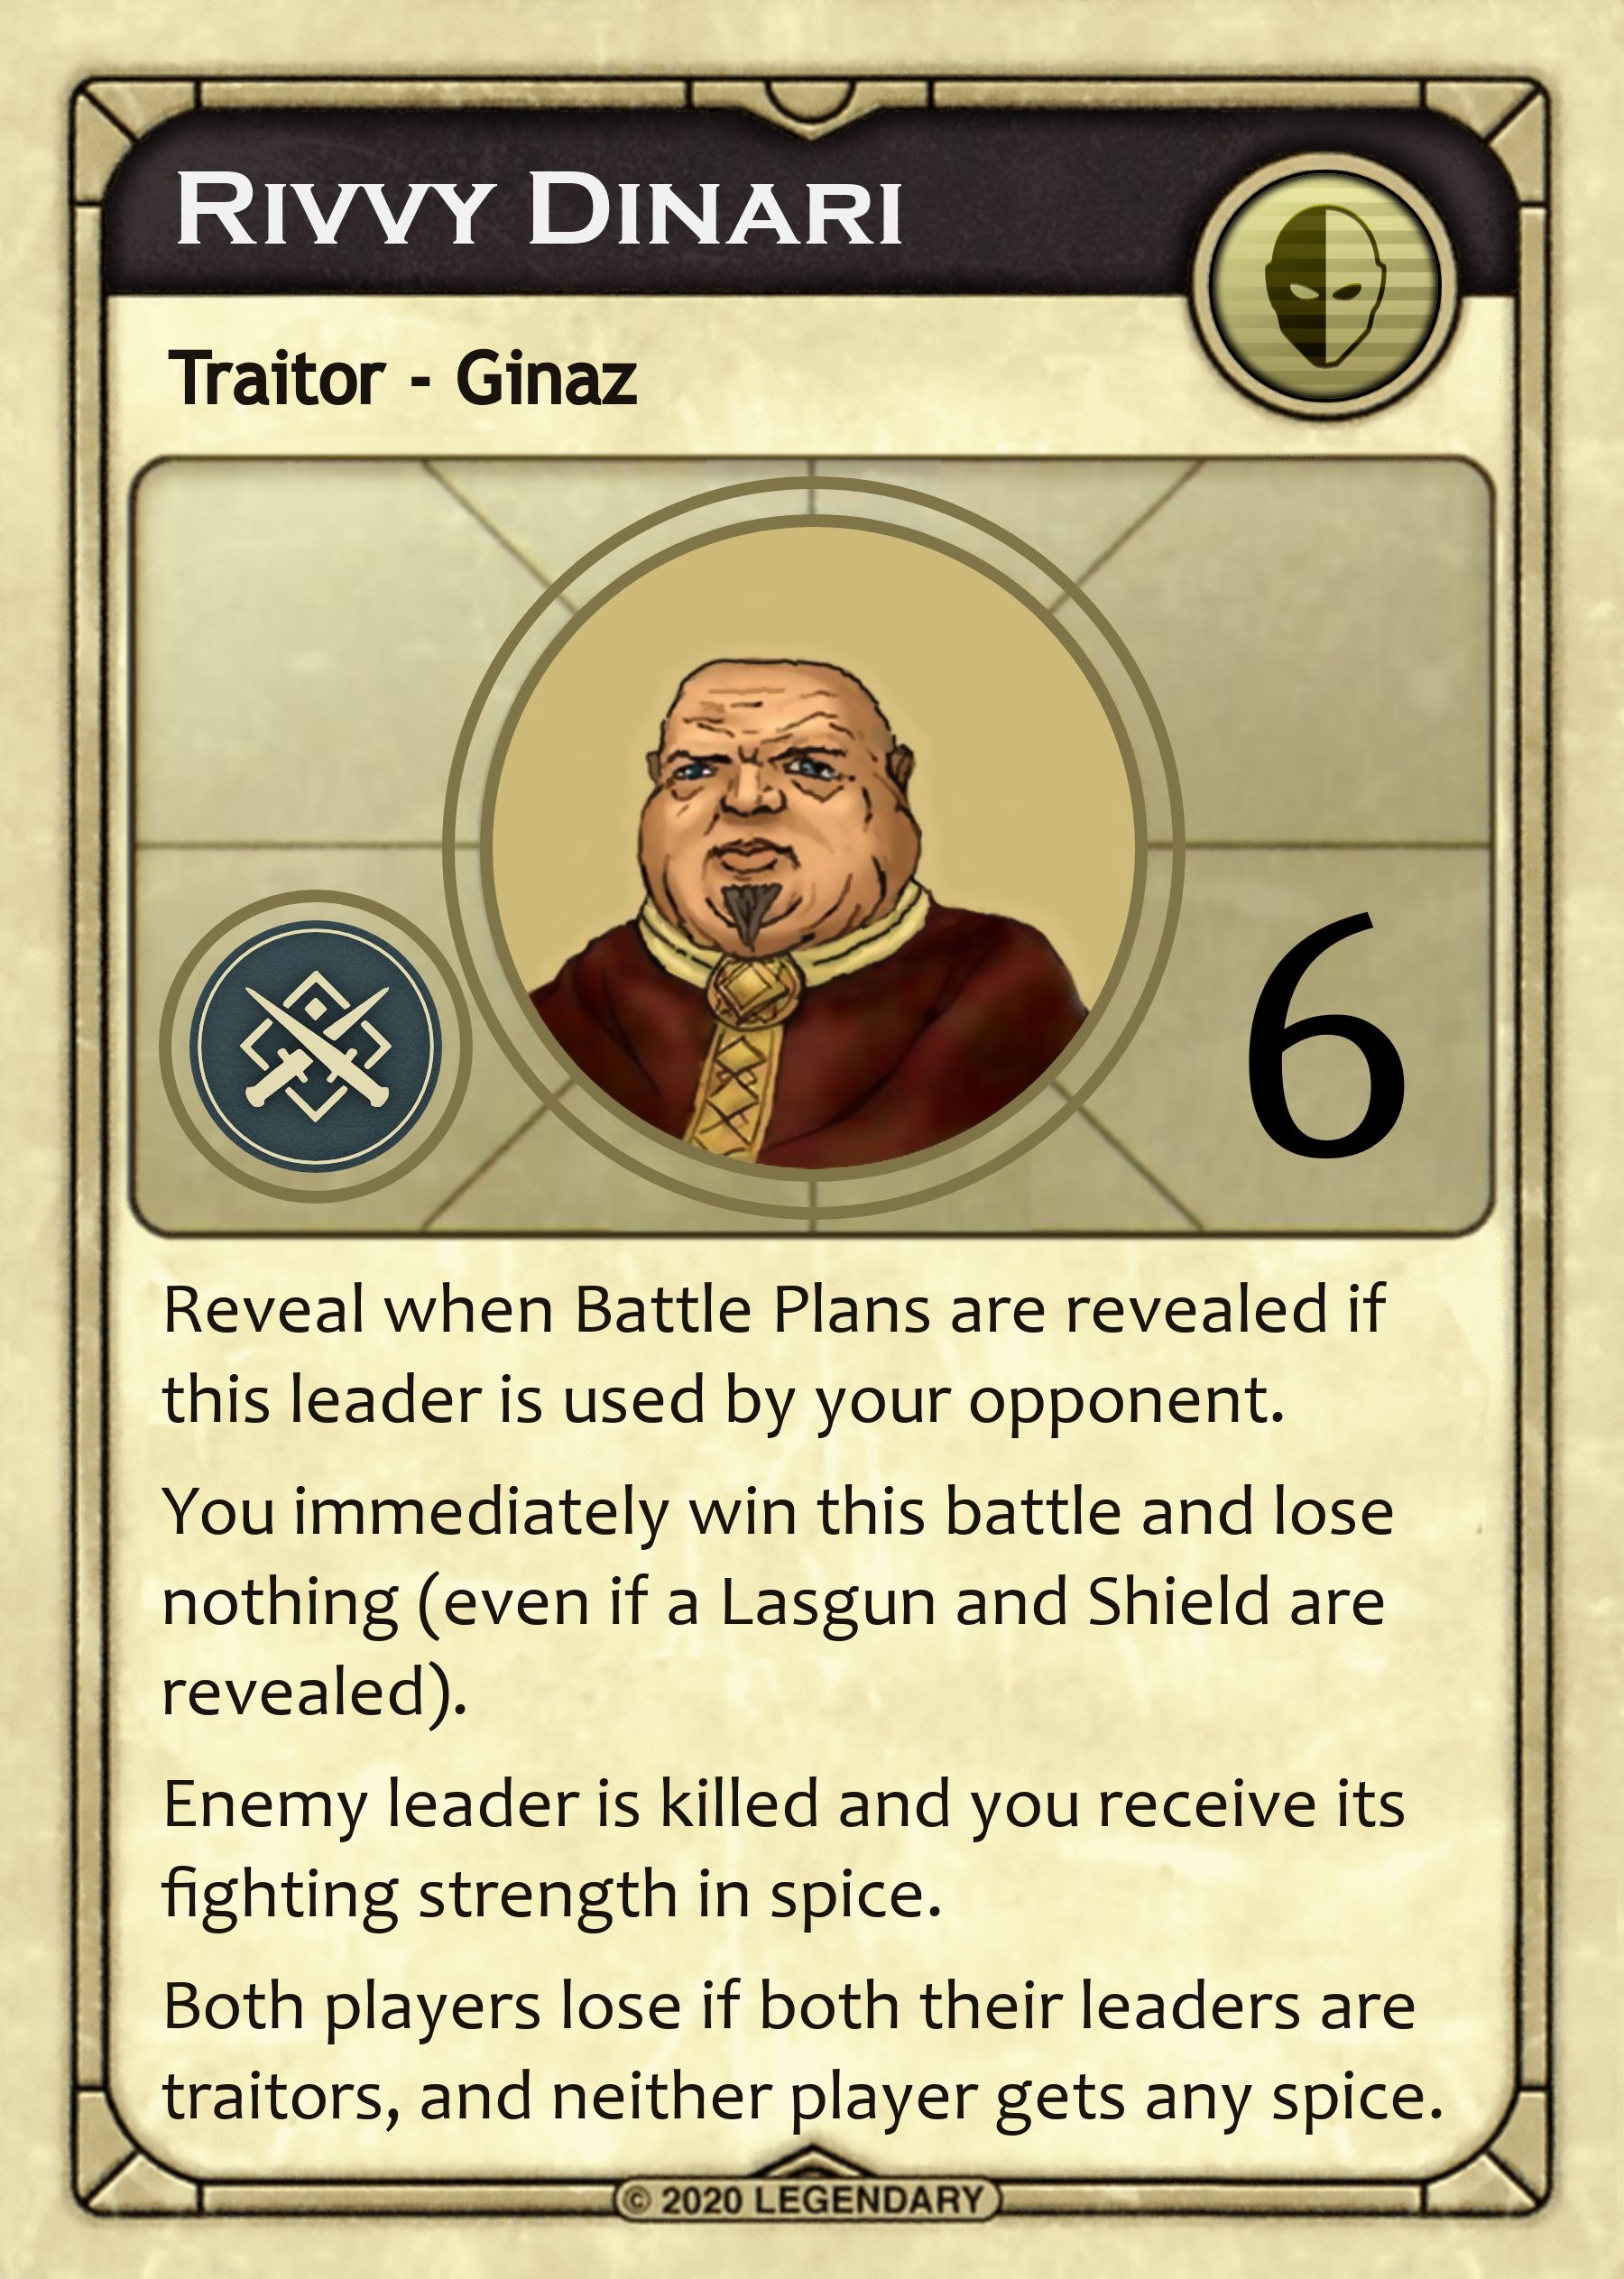 Rivvy Dinari
Traitor - Ginaz
6
Reveal when Battle Plans are revealed if
this leader is used by your opponent.
You immediately win this battle and lose
nothing (even if a Lasgun and Shield are
revealed).
Enemy leader is killed and you receive its
fighting strength in spice.
Both players lose if both their leaders are
traitors, and neither player gets any spice.
© 2020 LEGENDARY